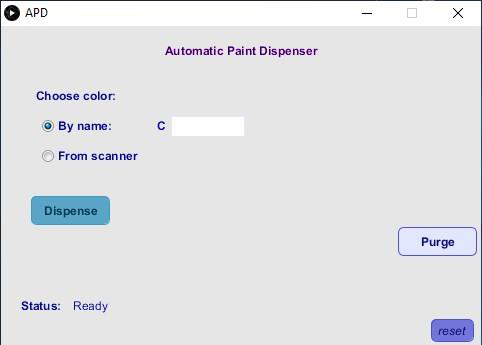 APD
Automatic Paint Dispenser
Choose color:
By name: C
From scanner
Dispense
Purge
Status: Ready
reset